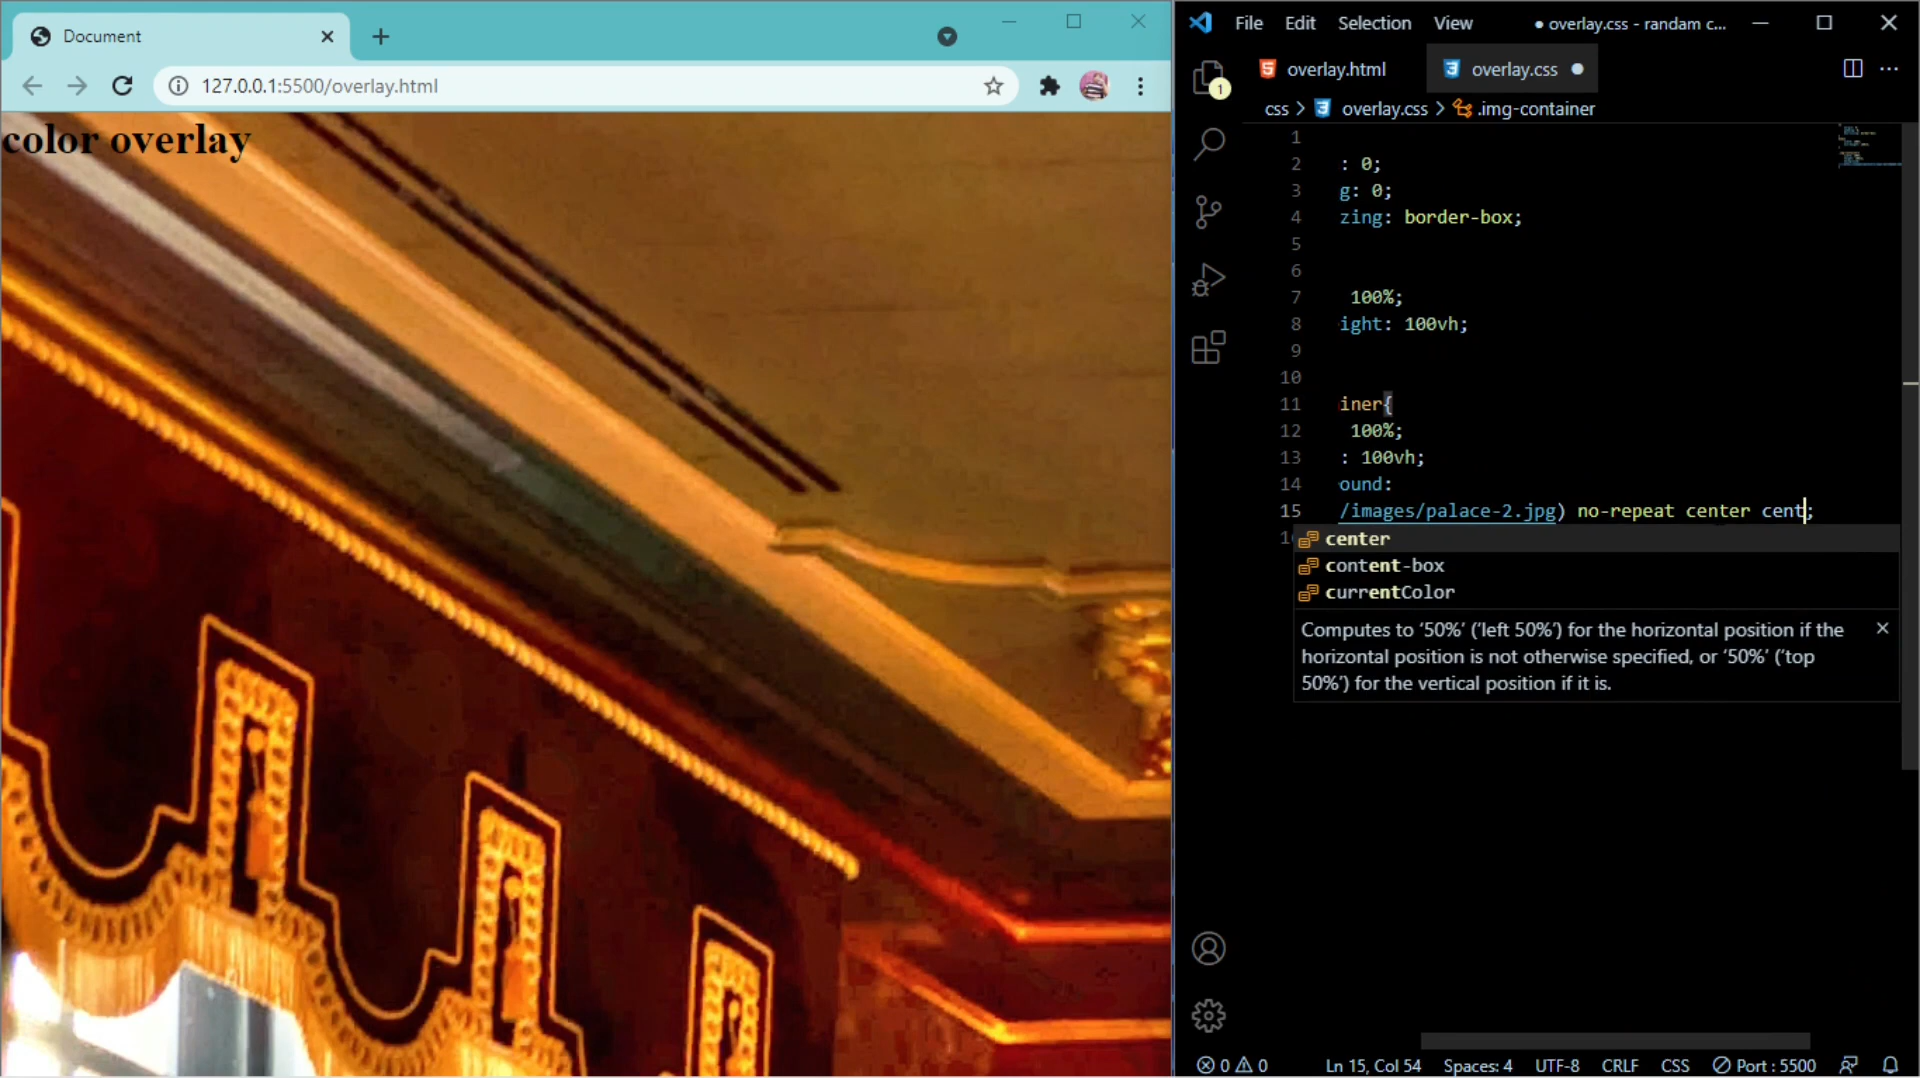 Document
127.0.0.1:5500/overlay.html
color overlay
File Edit Selection View ● overlay.css - randam c...
1
overlay.html overlay.css ●
css > overlay.css > .img-container
1
2 : 0;
3 g: 0;
4 zing: border-box;
5
6
7 100%;
8 ight: 100vh;
9
10
11 iner{
12 100%;
13 : 100vh;
14 ound:
15 /images/palace-2.jpg) no-repeat center cent;
center
content-box
currentColor
Computes to ‘50%’ (‘left 50%’) for the horizontal position if the
horizontal position is not otherwise specified, or ‘50%’ (‘top
50%’) for the vertical position if it is.
0 0 Ln 15, Col 54 Spaces: 4 UTF-8 CRLF CSS Port : 5500